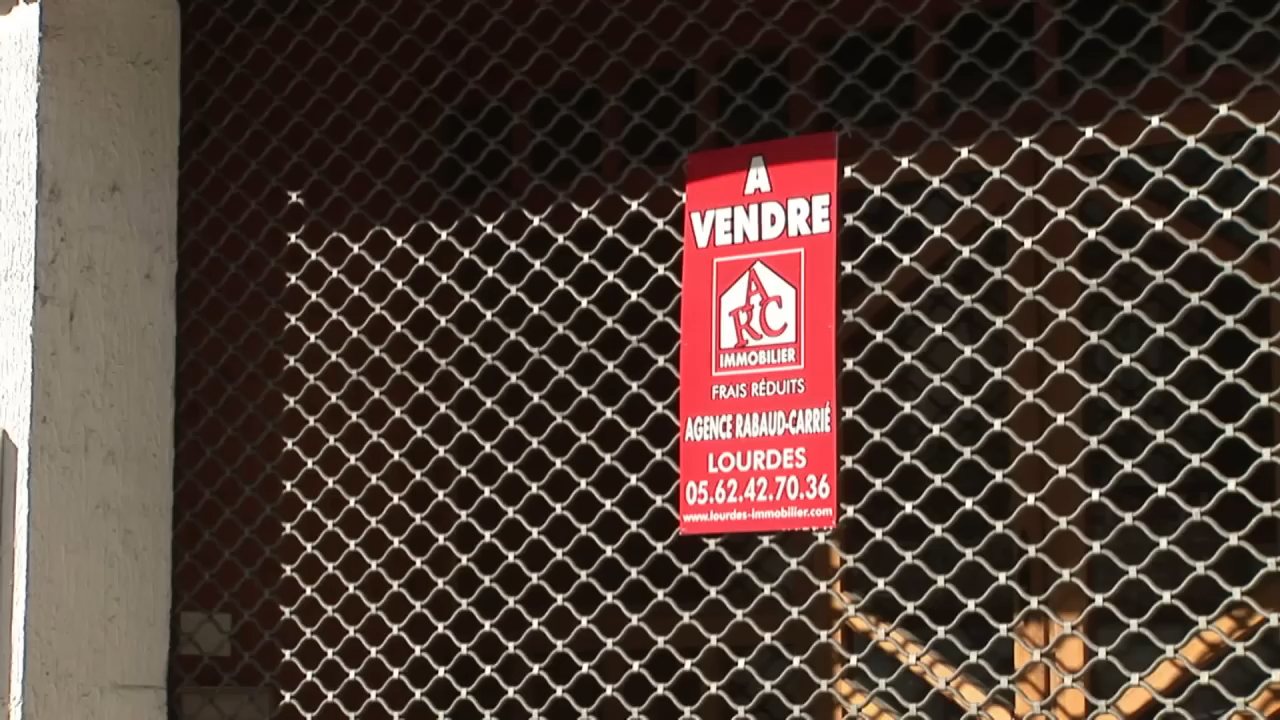 A
VENDRE
ARC
IMMOBILIER
FRAIS RÉDUITS
AGENCE RABAUD-CARRIÉ
LOURDES
05.62.42.70.36
www.lourdes-immobilier.com